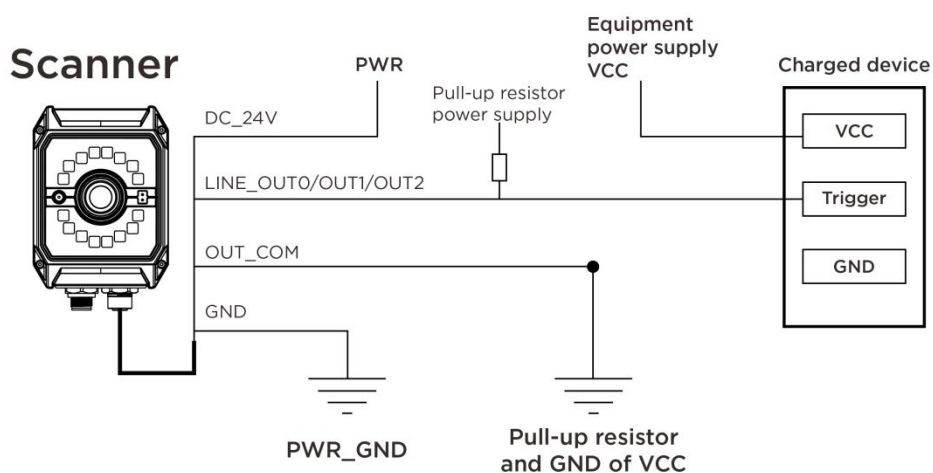 Scanner
PWR
Equipment
power supply
VCC
Charged device
Pull-up resistor
power supply
DC_24V
VCC
LINE_OUT0/OUT1/OUT2
Trigger
OUT_COM
GND
GND
PWR_GND
Pull-up resistor
and GND of VCC